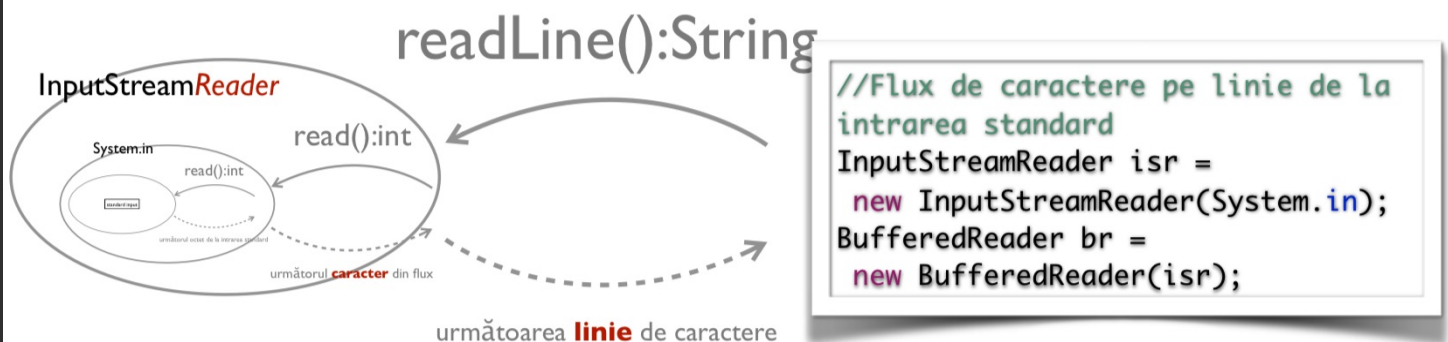 readLine():String
InputStreamReader
read():int
System.in
read():int
standard input
următorul octet de la intrarea standard
următorul caracter din flux
următoarea linie de caractere
//Flux de caractere pe linie de la
intrarea standard
InputStreamReader isr =
new InputStreamReader(System.in);
BufferedReader br =
new BufferedReader(isr);